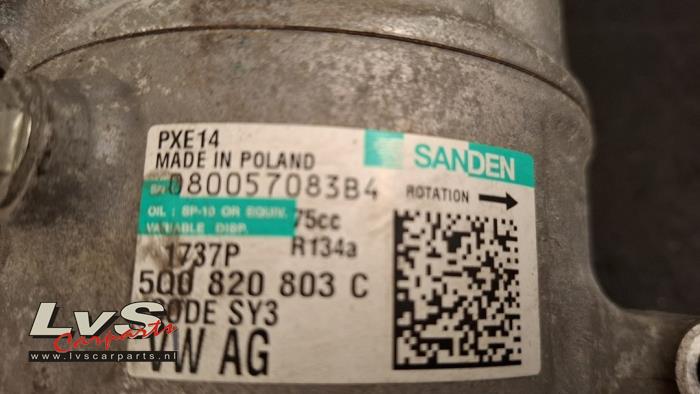 PXE14
MADE IN POLAND
SANDEN
S/N 080057083B4
ROTATION
OIL : SP-10 OR EQUIV. 75cc
VARIABLE DISP. R134a
1737P
5Q0 820 803 C
CODE SY3
VW AG
LvS
Carparts
www.lvscarparts.nl